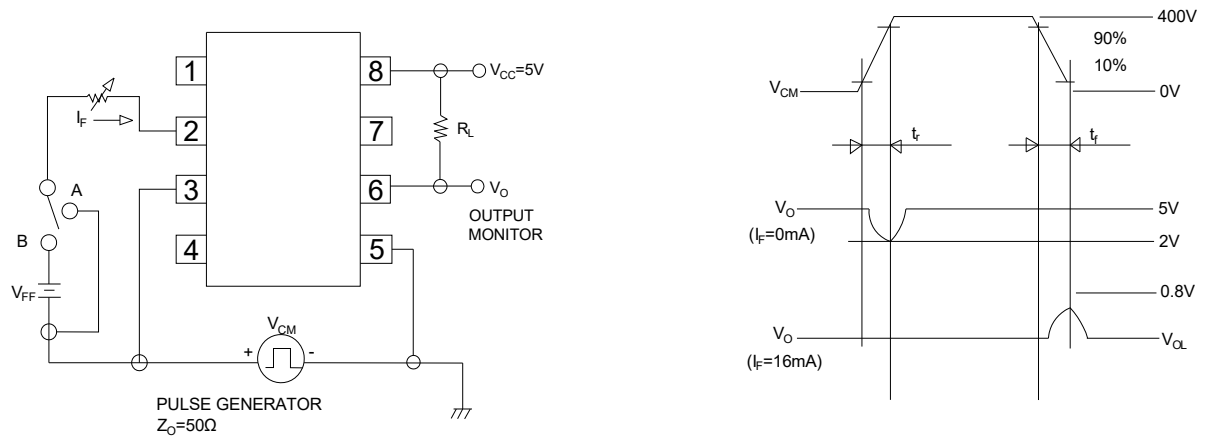 1
2
3
4
8
7
6
5
I_F
A
B
V_FF
V_CC=5V
R_L
V_O
OUTPUT
MONITOR
V_CM
+
-
PULSE GENERATOR
Z_O=50Ω
400V
90%
10%
V_CM
0V
t_r
t_f
V_O
5V
(I_F=0mA)
2V
0.8V
V_O
V_OL
(I_F=16mA)